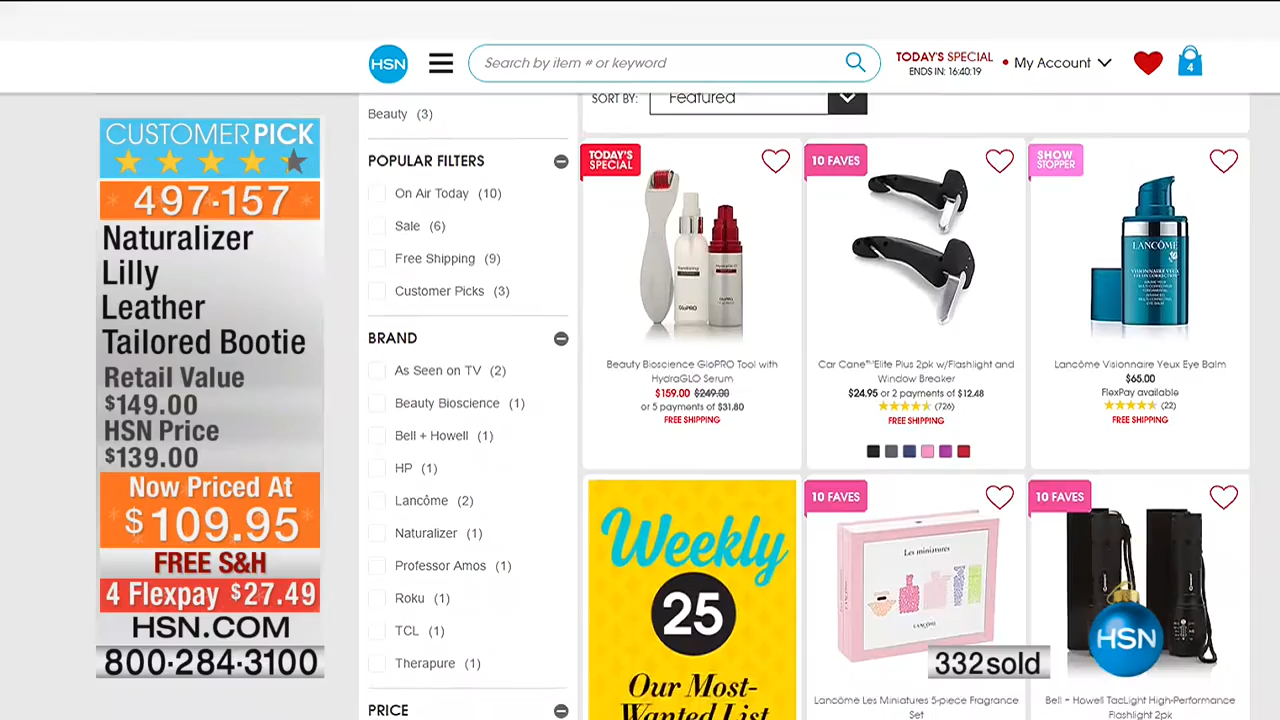 HSN
Search by item # or keyword
TODAY'S SPECIAL
ENDS IN: 16:40:19
My Account
4
CUSTOMER PICK
497-157
Naturalizer
Lilly
Leather
Tailored Bootie
Retail Value
$149.00
HSN Price
$139.00
Now Priced At
$109.95
FREE S&H
4 Flexpay $27.49
HSN.COM
800-284-3100
Beauty (3)
POPULAR FILTERS
On Air Today (10)
Sale (6)
Free Shipping (9)
Customer Picks (3)
BRAND
As Seen on TV (2)
Beauty Bioscience (1)
Bell + Howell (1)
HP (1)
Lancôme (2)
Naturalizer (1)
Professor Amos (1)
Roku (1)
TCL (1)
Therapure (1)
PRICE
SORT BY:
Featured
TODAY'S
SPECIAL
GloPRO
Beauty Bioscience GloPRO Tool with
HydraGLO Serum
$159.00 $249.00
or 5 payments of $31.80
FREE SHIPPING
10 FAVES
Car Cane™ Elite Plus 2pk w/Flashlight and
Window Breaker
$24.95 or 2 payments of $12.48
(726)
FREE SHIPPING
SHOW
STOPPER
LANCÔME
VISIONNAIRE YEUX
Lancôme Visionnaire Yeux Eye Balm
$65.00
FlexPay available
(22)
FREE SHIPPING
Weekly
25
Our Most-
Wanted List
10 FAVES
Les miniatures
LANCÔME
Lancôme Les Miniatures 5-piece Fragrance
Set
10 FAVES
Bell + Howell TacLight High-Performance
Flashlight 2pk
332 sold
HSN